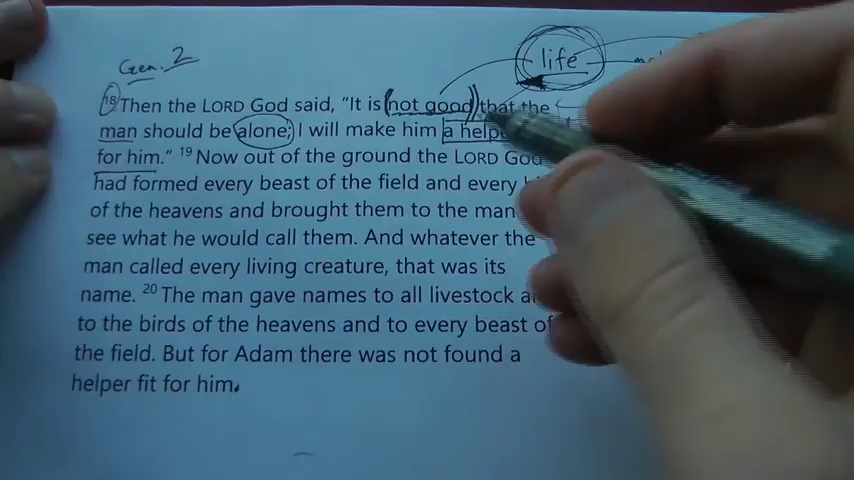 Gen. 2
life
18 Then the LORD God said, "It is not good that the
man should be alone; I will make him a help
for him." 19 Now out of the ground the LORD God
had formed every beast of the field and every
of the heavens and brought them to the man
see what he would call them. And whatever the
man called every living creature, that was its
name. 20 The man gave names to all livestock
to the birds of the heavens and to every beast of
the field. But for Adam there was not found a
helper fit for him.